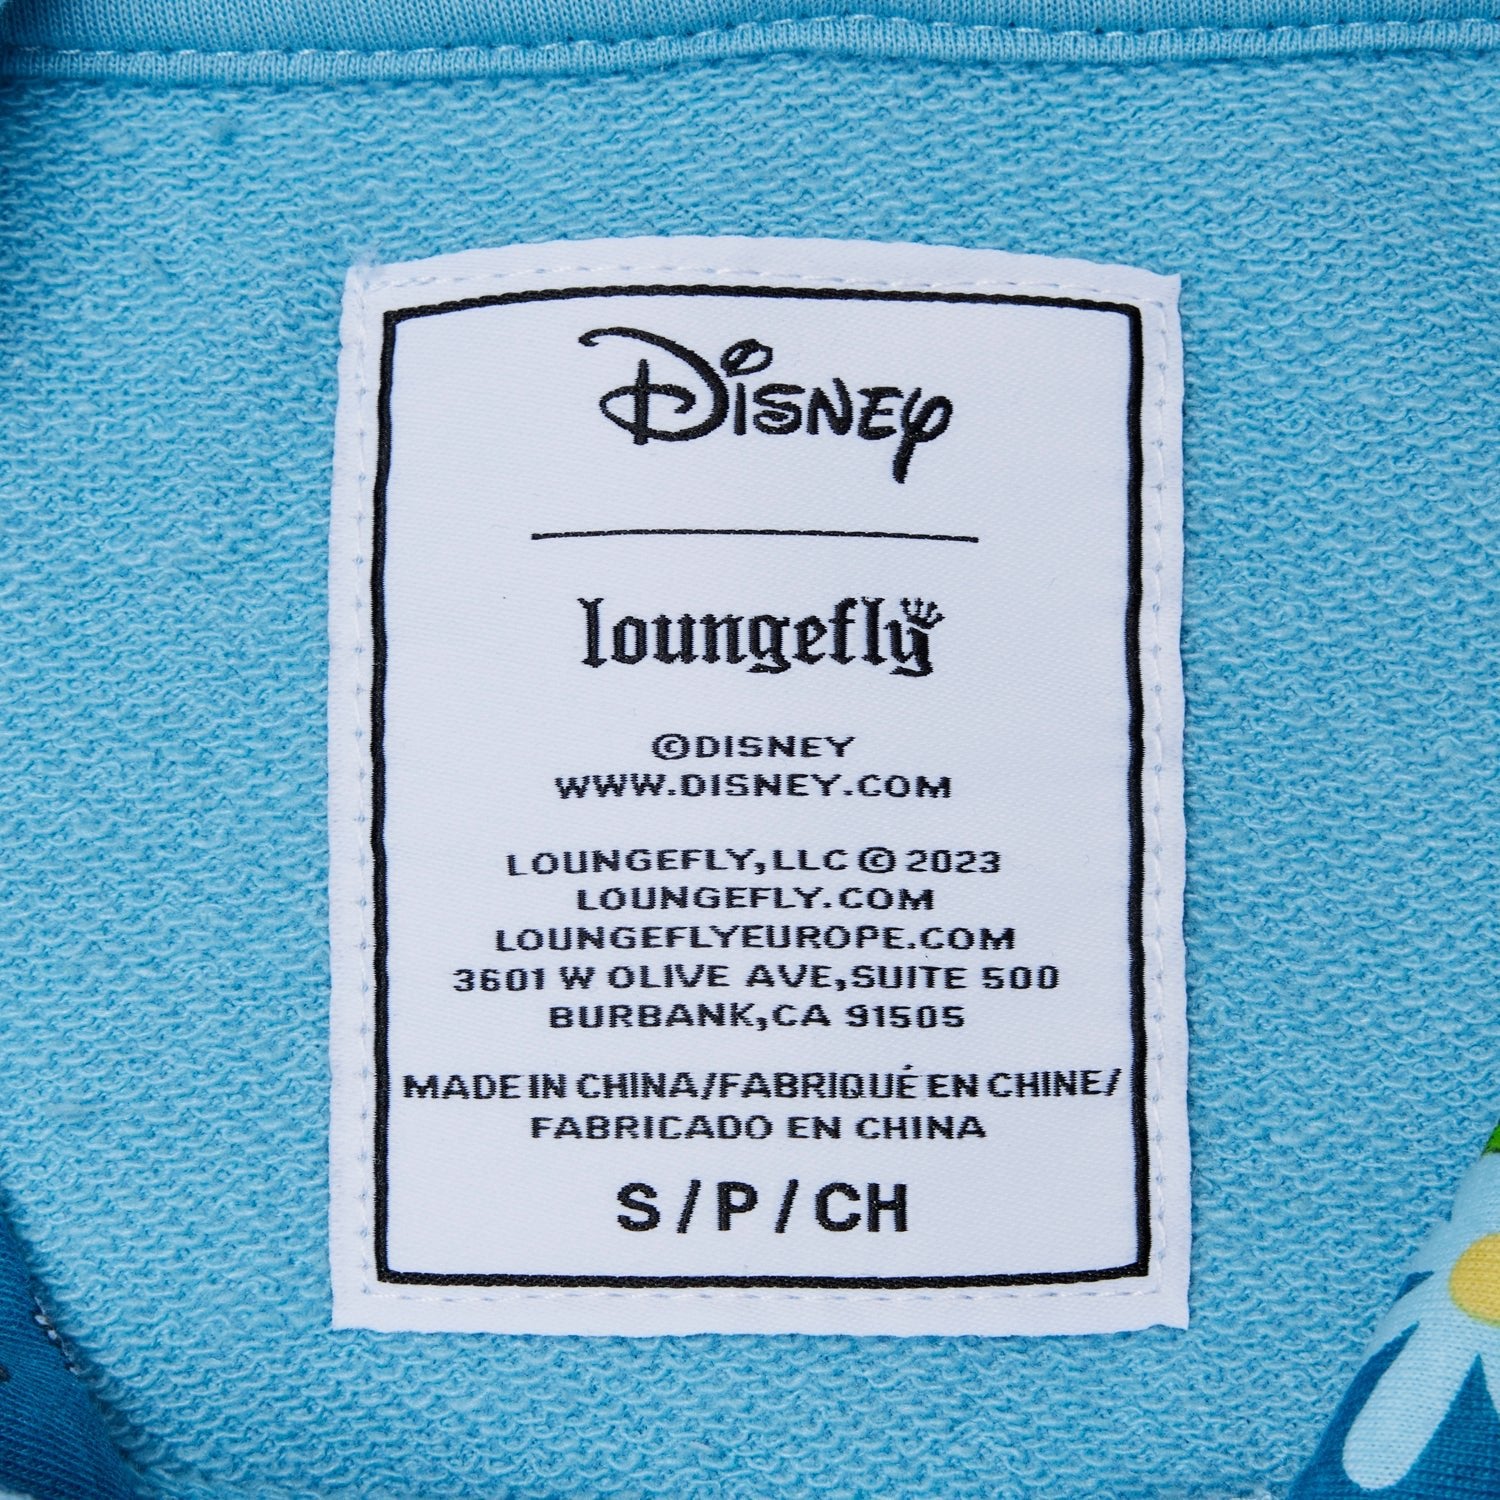 Disney
loungefly
©DISNEY
WWW.DISNEY.COM
LOUNGEFLY,LLC © 2023
LOUNGEFLY.COM
LOUNGEFLYEUROPE.COM
3601 W OLIVE AVE,SUITE 500
BURBANK,CA 91505
MADE IN CHINA/FABRIQUÉ EN CHINE/
FABRICADO EN CHINA
S/P/CH